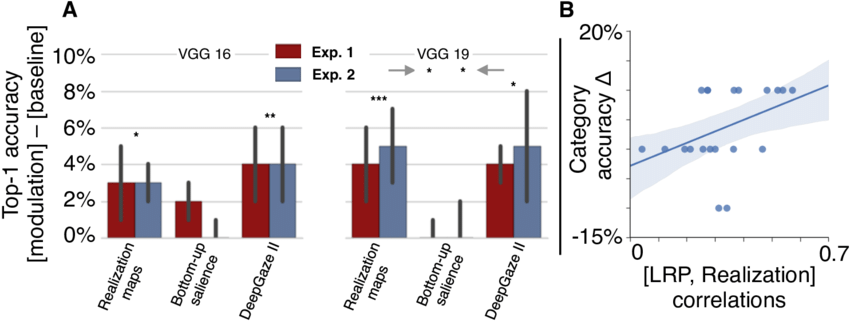 A
Top-1 accuracy
[modulation] – [baseline]
10%
8%
6%
4%
2%
0%
VGG 16
Exp. 1
Exp. 2
VGG 19
*
**
***
*
*
*
Realization
maps
Bottom-up
salience
DeepGaze II
Realization
maps
Bottom-up
salience
DeepGaze II
B
Category
accuracy Δ
20%
-15%
0
0.7
[LRP, Realization]
correlations